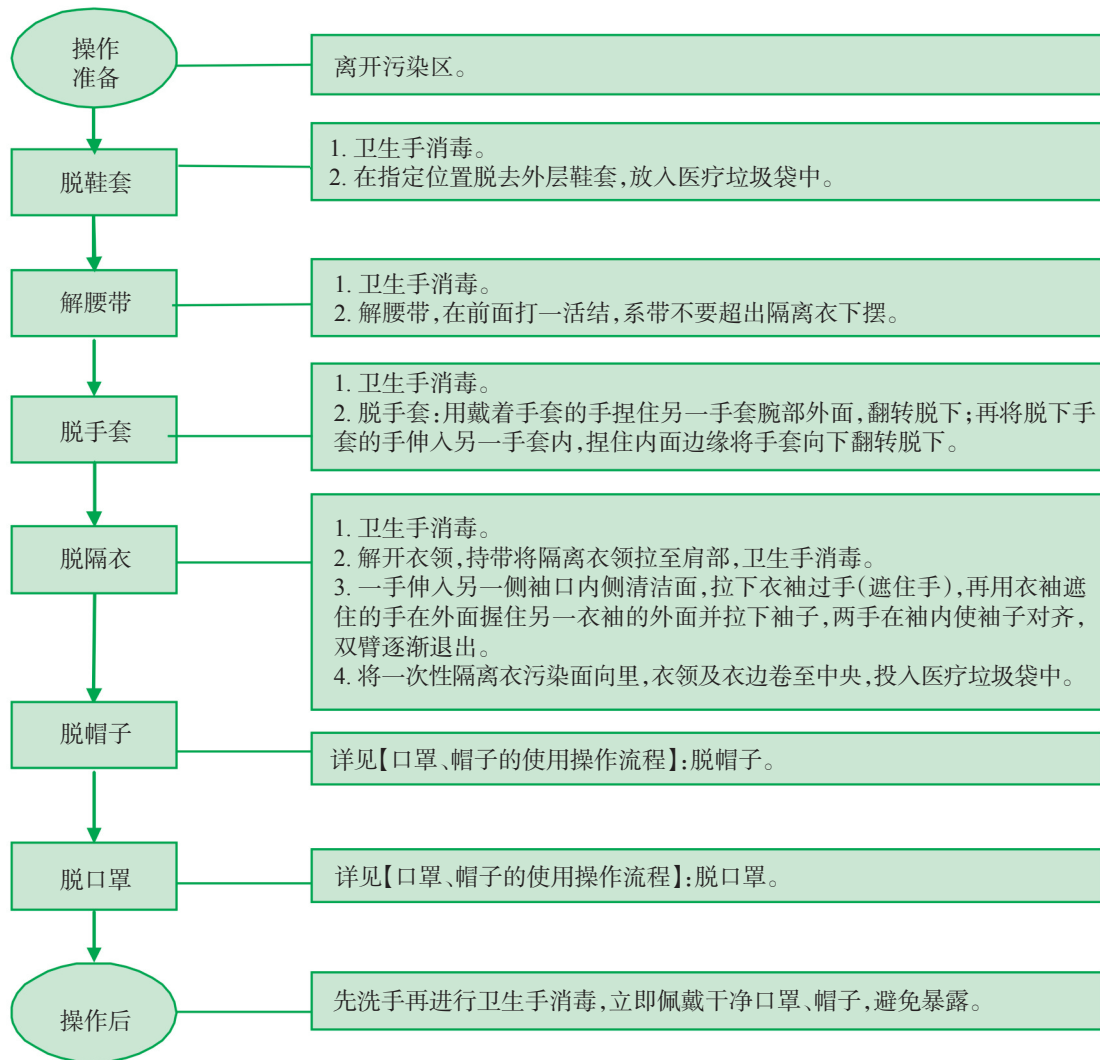 操作
准备
离开污染区。
脱鞋套
1. 卫生手消毒。
2. 在指定位置脱去外层鞋套,放入医疗垃圾袋中。
解腰带
1. 卫生手消毒。
2. 解腰带,在前面打一活结,系带不要超出隔离衣下摆。
脱手套
1. 卫生手消毒。
2. 脱手套:用戴着手套的手捏住另一手套腕部外面,翻转脱下;再将脱下手
套的手伸入另一手套内,捏住内面边缘将手套向下翻转脱下。
脱隔衣
1. 卫生手消毒。
2. 解开衣领,持带将隔离衣领拉至肩部,卫生手消毒。
3. 一手伸入另一侧袖口内侧清洁面,拉下衣袖过手(遮住手),再用衣袖遮
住的手在外面握住另一衣袖的外面并拉下袖子,两手在袖内使袖子对齐,
双臂逐渐退出。
4. 将一次性隔离衣污染面向里,衣领及衣边卷至中央,投入医疗垃圾袋中。
脱帽子
详见【口罩、帽子的使用操作流程】:脱帽子。
脱口罩
详见【口罩、帽子的使用操作流程】:脱口罩。
操作后
先洗手再进行卫生手消毒,立即佩戴干净口罩、帽子,避免暴露。